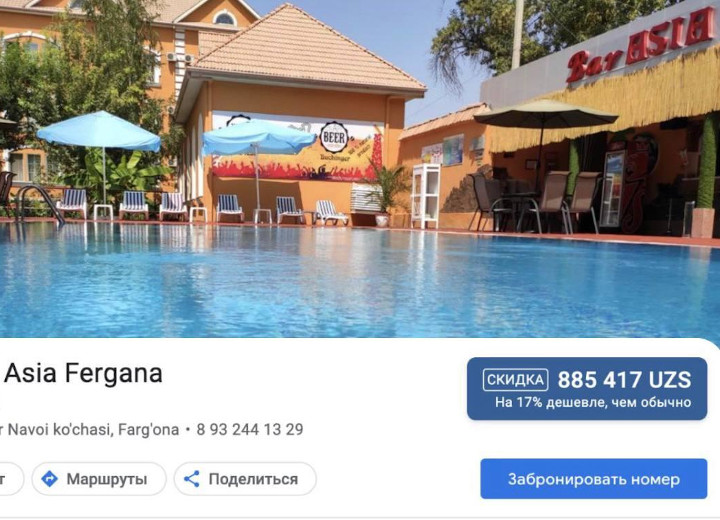 Bar ASIA
BEER
Asia Fergana
СКИДКА 885 417 UZS
На 17% дешевле, чем обычно
Navoi ko'chasi, Farg'ona • 8 93 244 13 29
Маршруты
Поделиться
Забронировать номер